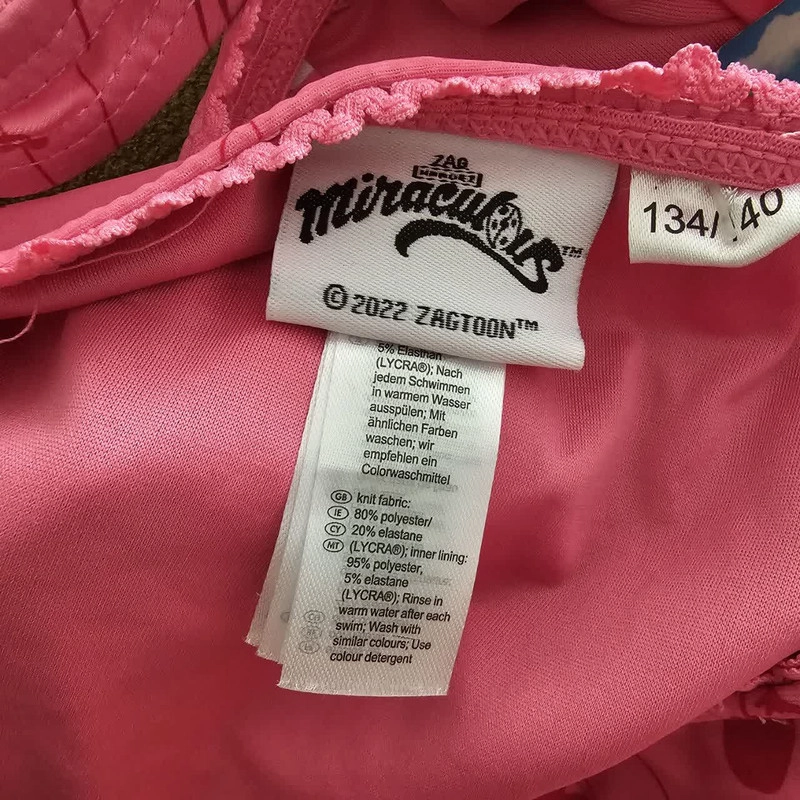 ZAG
HEROEZ
Miraculous™
© 2022 ZAGTOON™
134/140
5% Elasthan
(LYCRA®); Nach
jedem Schwimmen
in warmem Wasser
ausspülen; Mit
ähnlichen Farben
waschen; wir
empfehlen ein
Colorwaschmittel
GB knit fabric:
IE 80% polyester/
CY 20% elastane
MT (LYCRA®); inner lining:
95% polyester,
5% elastane
(LYCRA®); Rinse in
warm water after each
swim; Wash with
similar colours; Use
colour detergent